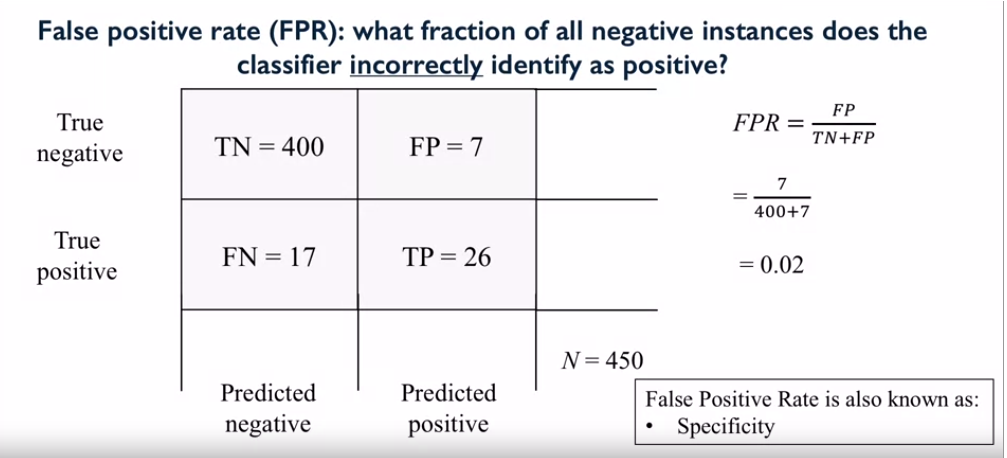 False positive rate (FPR): what fraction of all negative instances does the
classifier incorrectly identify as positive?
True
negative
TN = 400
FP = 7
FPR = FP / TN+FP
= 7 / 400+7
= 0.02
True
positive
FN = 17
TP = 26
N = 450
Predicted
negative
Predicted
positive
False Positive Rate is also known as:
• Specificity